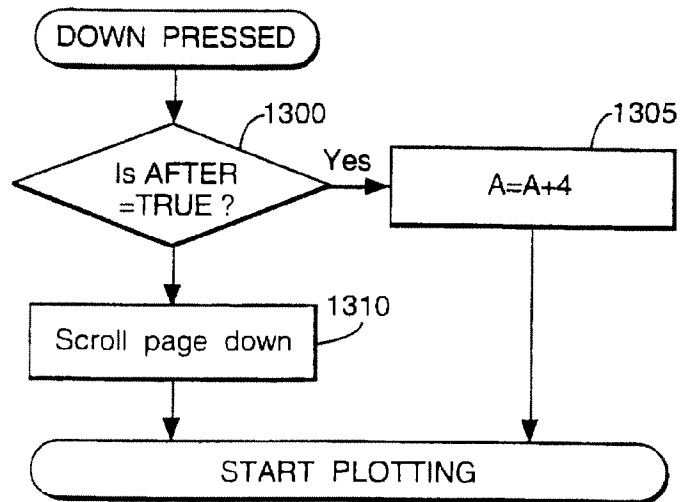 DOWN PRESSED
1300
Is AFTER
=TRUE ?
Yes
1305
A=A+4
1310
Scroll page down
START PLOTTING